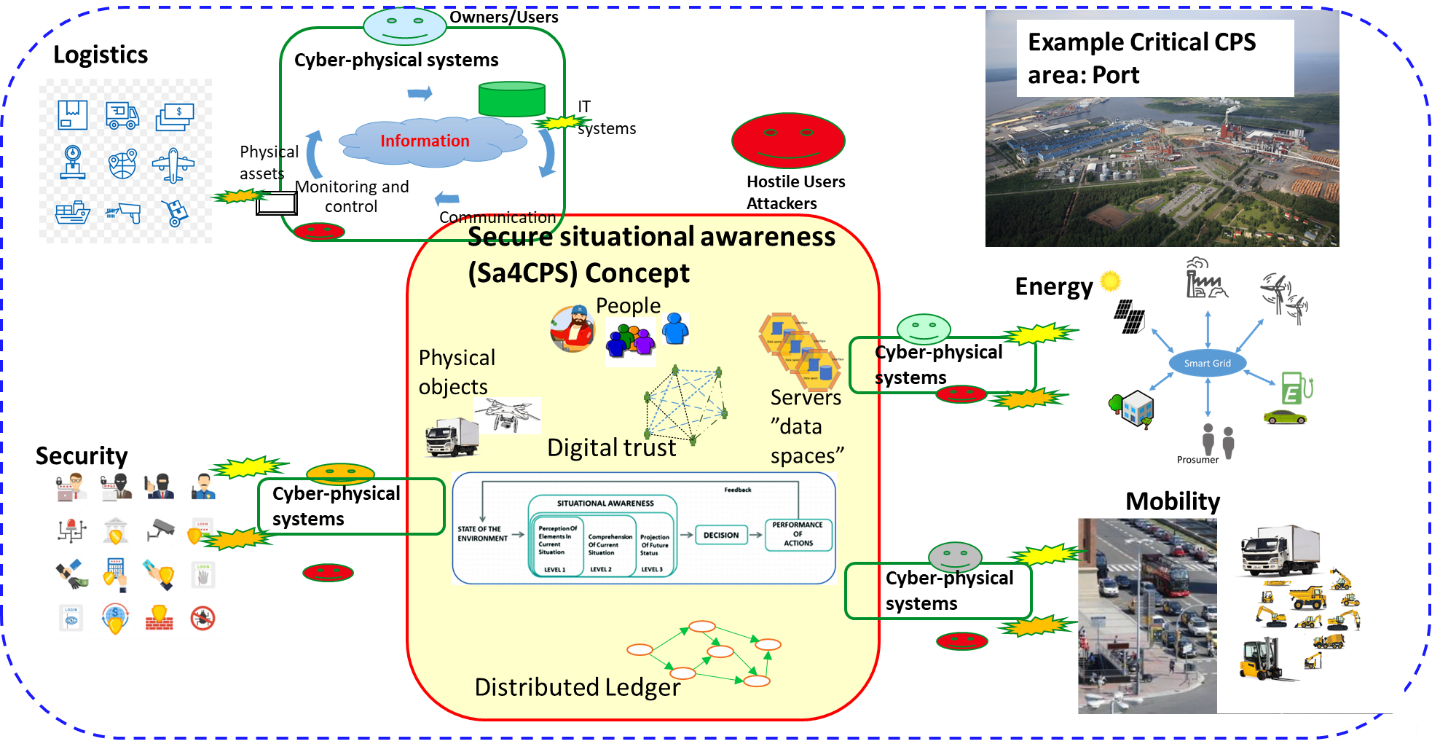 Owners/Users
Logistics
Cyber-physical systems
Example Critical CPS
area: Port
IT
systems
Information
Physical
assets
Monitoring and
control
Communication
Hostile Users
Attackers
Secure situational awareness
(Sa4CPS) Concept
People
Physical
objects
Servers
”data
spaces”
Digital trust
Energy
Cyber-physical
systems
Smart Grid
E
Prosumer
Security
Cyber-physical
systems
LOGIN
LOGIN
$
$
Feedback
SITUATIONAL AWARENESS
STATE OF THE
ENVIRONMENT
Perception Of
Elements In
Current
Situation
LEVEL 1
Comprehension
Of Current
Situation
LEVEL 2
Projection
Of Future
Status
LEVEL 3
DECISION
PERFORMANCE
OF
ACTIONS
Mobility
Cyber-physical
systems
Distributed Ledger